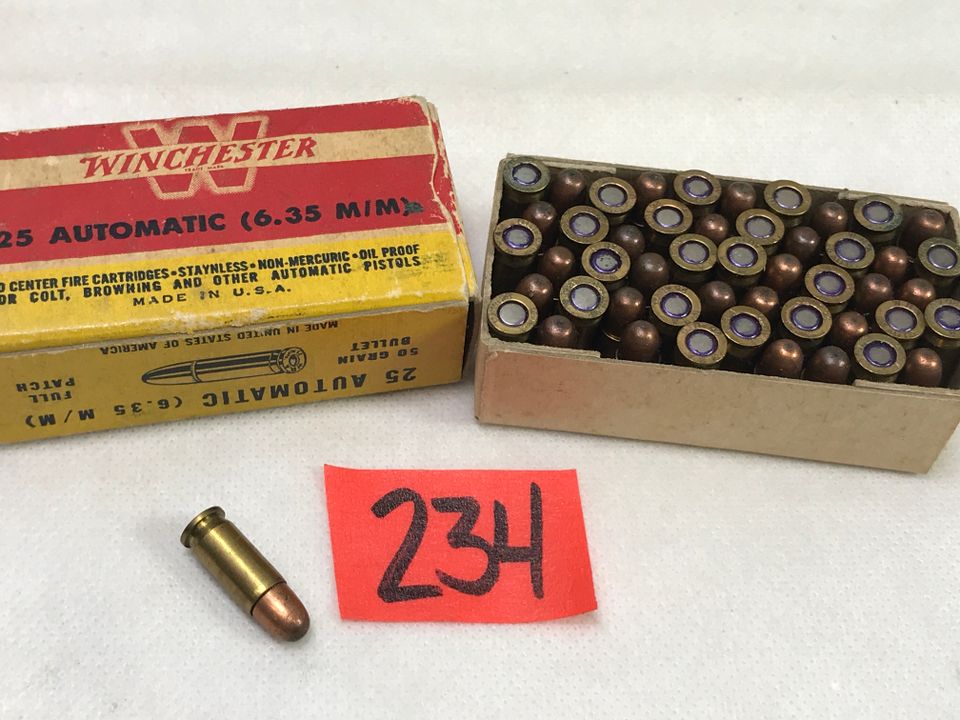 W
WINCHESTER
TRADE MARK
25 AUTOMATIC (6.35 M/M)
CENTER FIRE CARTRIDGES • STAYNLESS • NON-MERCURIC • OIL PROOF
FOR COLT, BROWNING AND OTHER AUTOMATIC PISTOLS
MADE IN U.S.A.
MADE IN UNITED STATES OF AMERICA
50 GRAIN
BULLET
FULL
PATCH
25 AUTOMATIC (6.35 M/M)
234